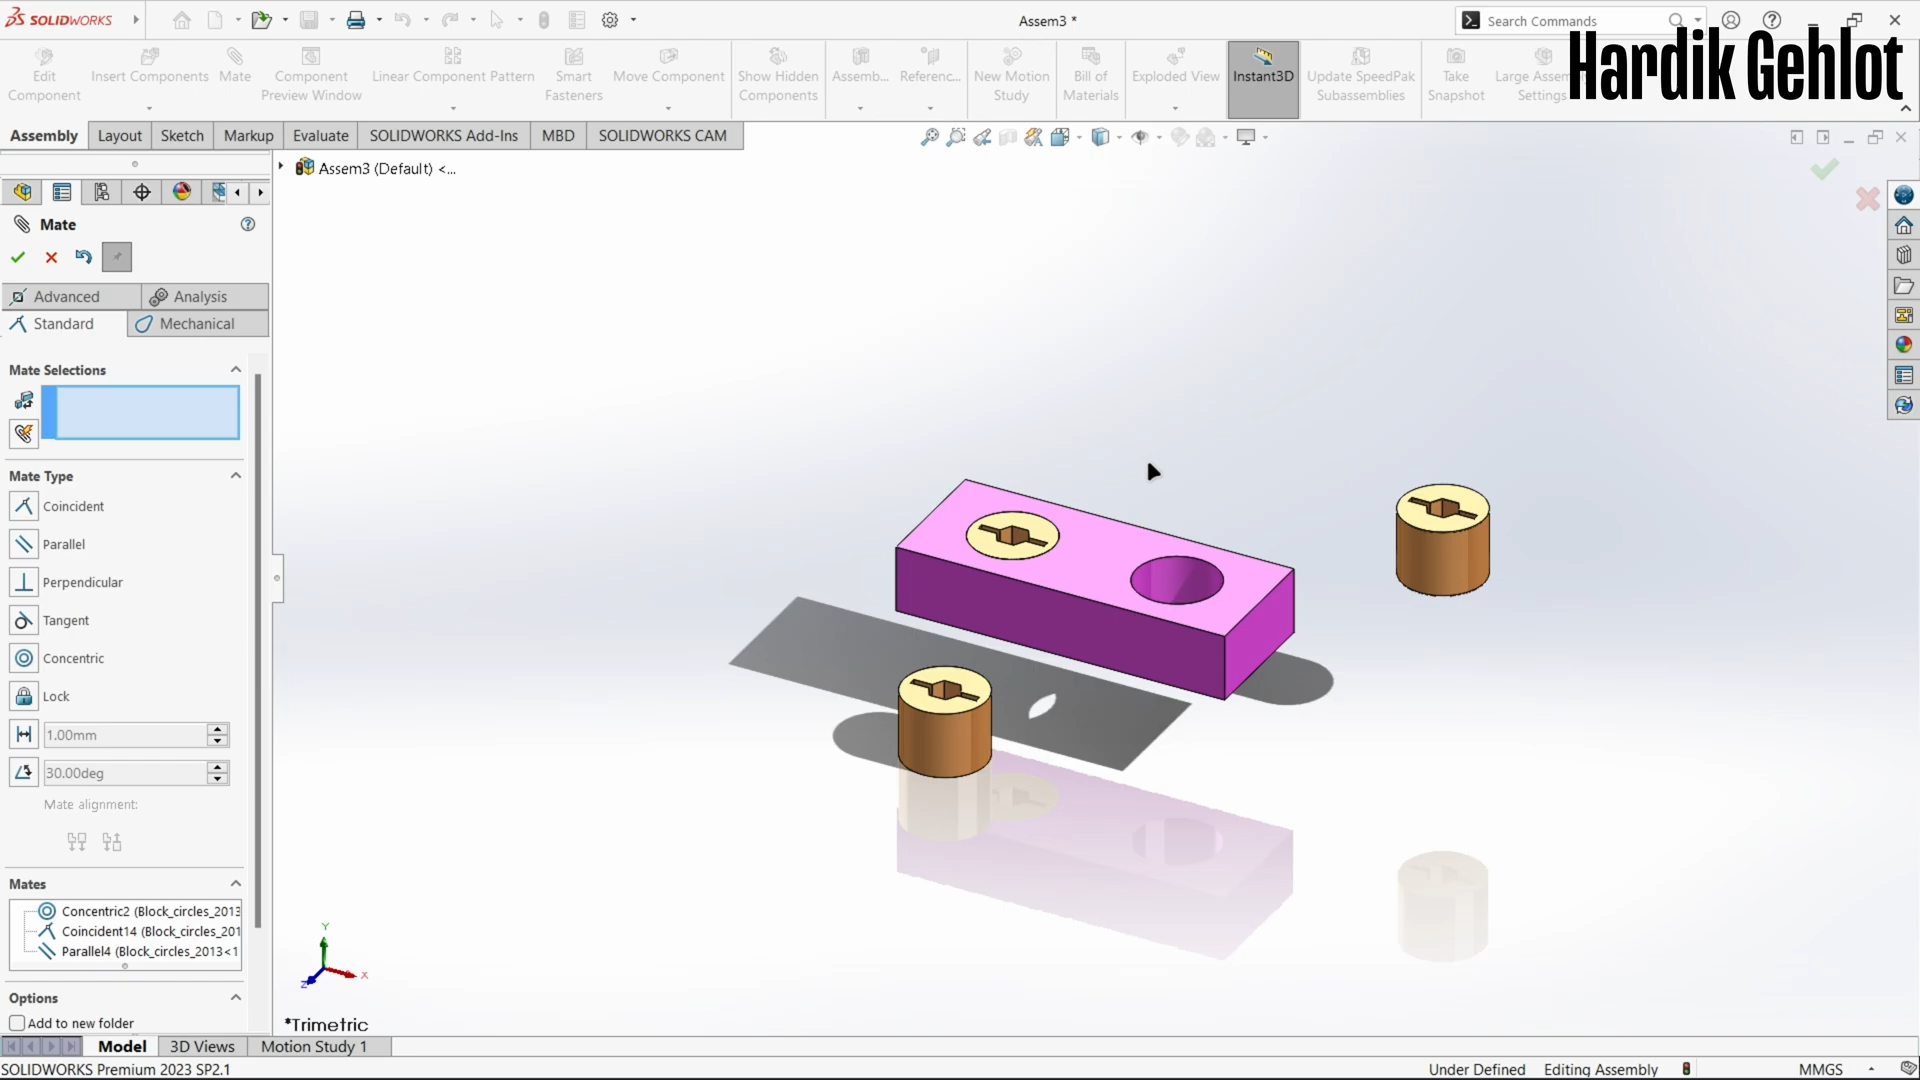 SOLIDWORKS
Assem3 *
Search Commands
Hardik Gehlot
Edit Component
Insert Components
Mate
Component Preview Window
Linear Component Pattern
Smart Fasteners
Move Component
Show Hidden Components
Assemb...
Referenc...
New Motion Study
Bill of Materials
Exploded View
Instant3D
Update SpeedPak Subassemblies
Take Snapshot
Large Assem
Settings
Assembly
Layout
Sketch
Markup
Evaluate
SOLIDWORKS Add-Ins
MBD
SOLIDWORKS CAM
Assem3 (Default) <...
Mate
Advanced
Analysis
Standard
Mechanical
Mate Selections
Mate Type
Coincident
Parallel
Perpendicular
Tangent
Concentric
Lock
1.00mm
30.00deg
Mate alignment:
Mates
Concentric2 (Block_circles_2013
Coincident14 (Block_circles_201
Parallel4 (Block_circles_2013<1
Options
Add to new folder
Y
X
Z
*Trimetric
Model
3D Views
Motion Study 1
SOLIDWORKS Premium 2023 SP2.1
Under Defined
Editing Assembly
MMGS